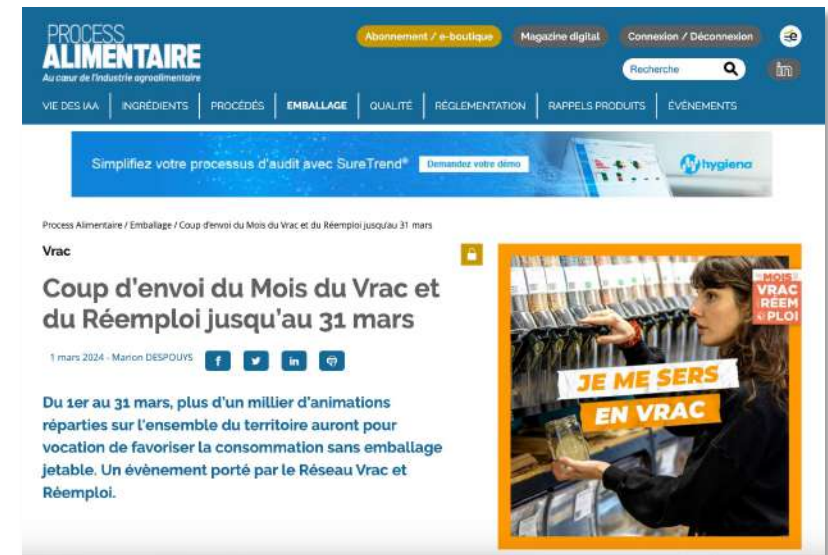 PROCESS
ALIMENTAIRE
Au cœur de l'Industrie agroalimentaire
Abonnement / e-boutique
Magazine digital
Connexion / Déconnexion
Recherche
VIE DES IAA
INGRÉDIENTS
PROCÉDÉS
EMBALLAGE
QUALITÉ
RÉGLEMENTATION
RAPPELS PRODUITS
ÉVÉNEMENTS
Simplifiez votre processus d'audit avec SureTrend®
Demandez votre démo
hygiena
Process Alimentaire / Emballage / Coup d'envoi du Mois du Vrac et du Réemploi jusqu'au 31 mars
Vrac
Coup d'envoi du Mois du Vrac et
du Réemploi jusqu'au 31 mars
1 mars 2024 - Marion DESPOUYS
Du 1er au 31 mars, plus d'un millier d'animations
réparties sur l'ensemble du territoire auront pour
vocation de favoriser la consommation sans emballage
jetable. Un évènement porté par le Réseau Vrac et
Réemploi.
MOIS
VRAC
RÉEM
PLOI
JE ME SERS
EN VRAC